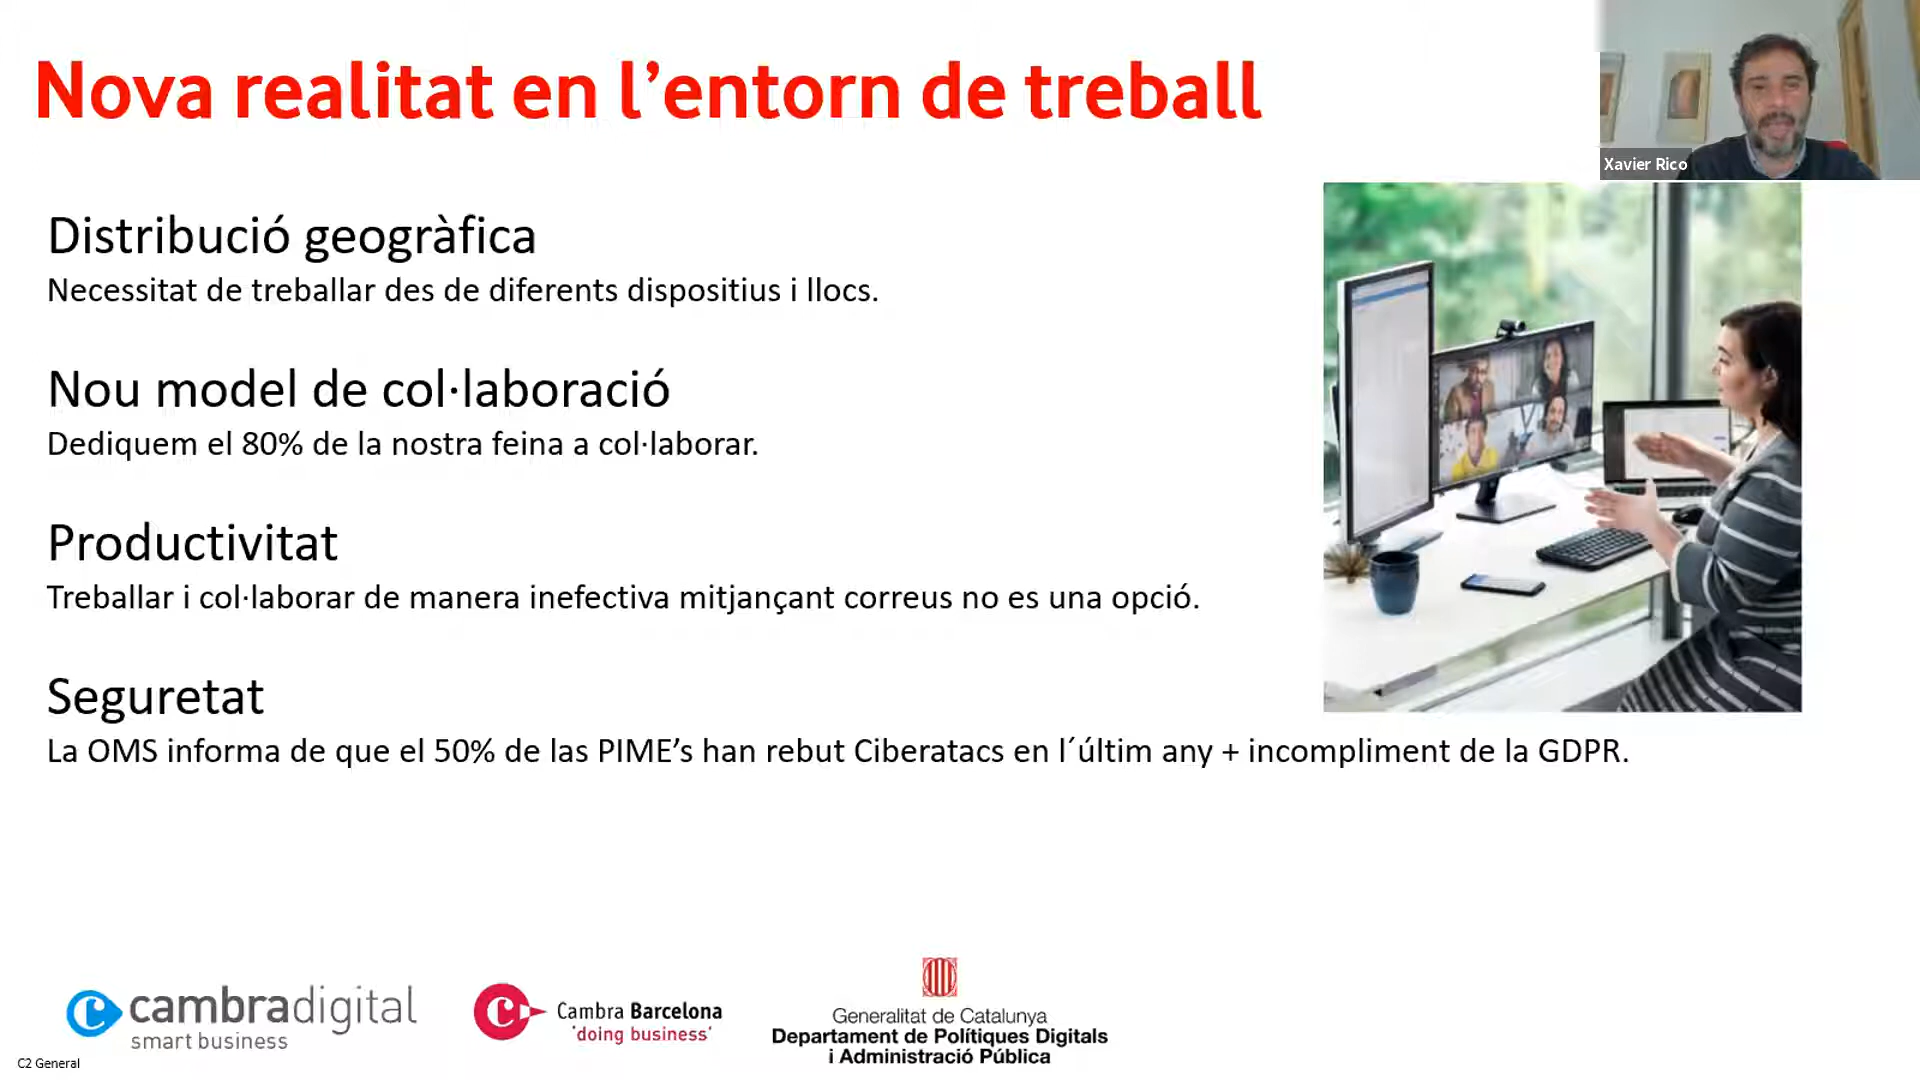 Nova realitat en l’entorn de treball
Xavier Rico
Distribució geogràfica
Necessitat de treballar des de diferents dispositius i llocs.
Nou model de col·laboració
Dediquem el 80% de la nostra feina a col·laborar.
Productivitat
Treballar i col·laborar de manera inefectiva mitjançant correus no es una opció.
Seguretat
La OMS informa de que el 50% de las PIME’s han rebut Ciberatacs en l´últim any + incompliment de la GDPR.
cambradigital
smart business
Cambra Barcelona
'doing business'
Generalitat de Catalunya
Departament de Polítiques Digitals
i Administració Pública
C2 General